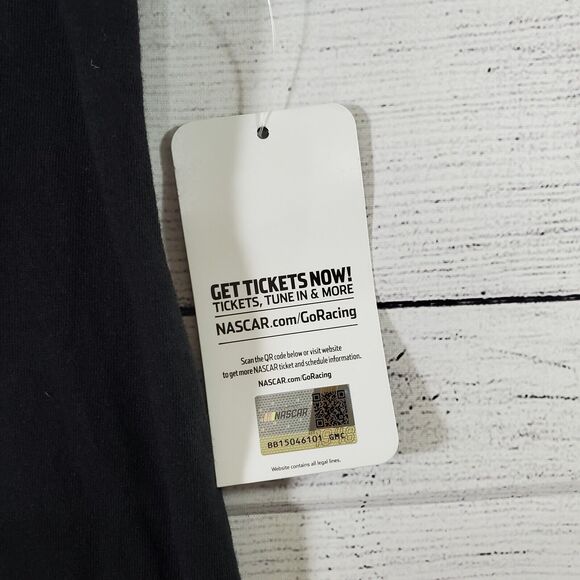 GET TICKETS NOW!
TICKETS, TUNE IN & MORE
NASCAR.com/GoRacing
Scan the QR code below or visit website
to get more NASCAR ticket and schedule information.
NASCAR.com/GoRacing
NASCAR
BB15046101 GMC
Website contains all legal lines.